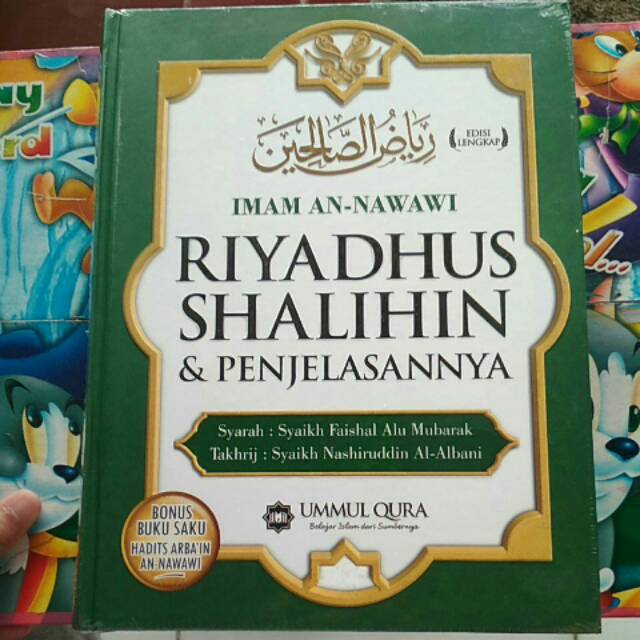 رياض الصالحين
EDISI
LENGKAP
IMAM AN-NAWAWI
RIYADHUS
SHALIHIN
& PENJELASANNYA
Syarah : Syaikh Faishal Alu Mubarak
Takhrij : Syaikh Nashiruddin Al-Albani
UMMUL QURA
Belajar Islam dari Sumbernya
BONUS
BUKU SAKU
HADITS ARBA'IN
AN-NAWAWI